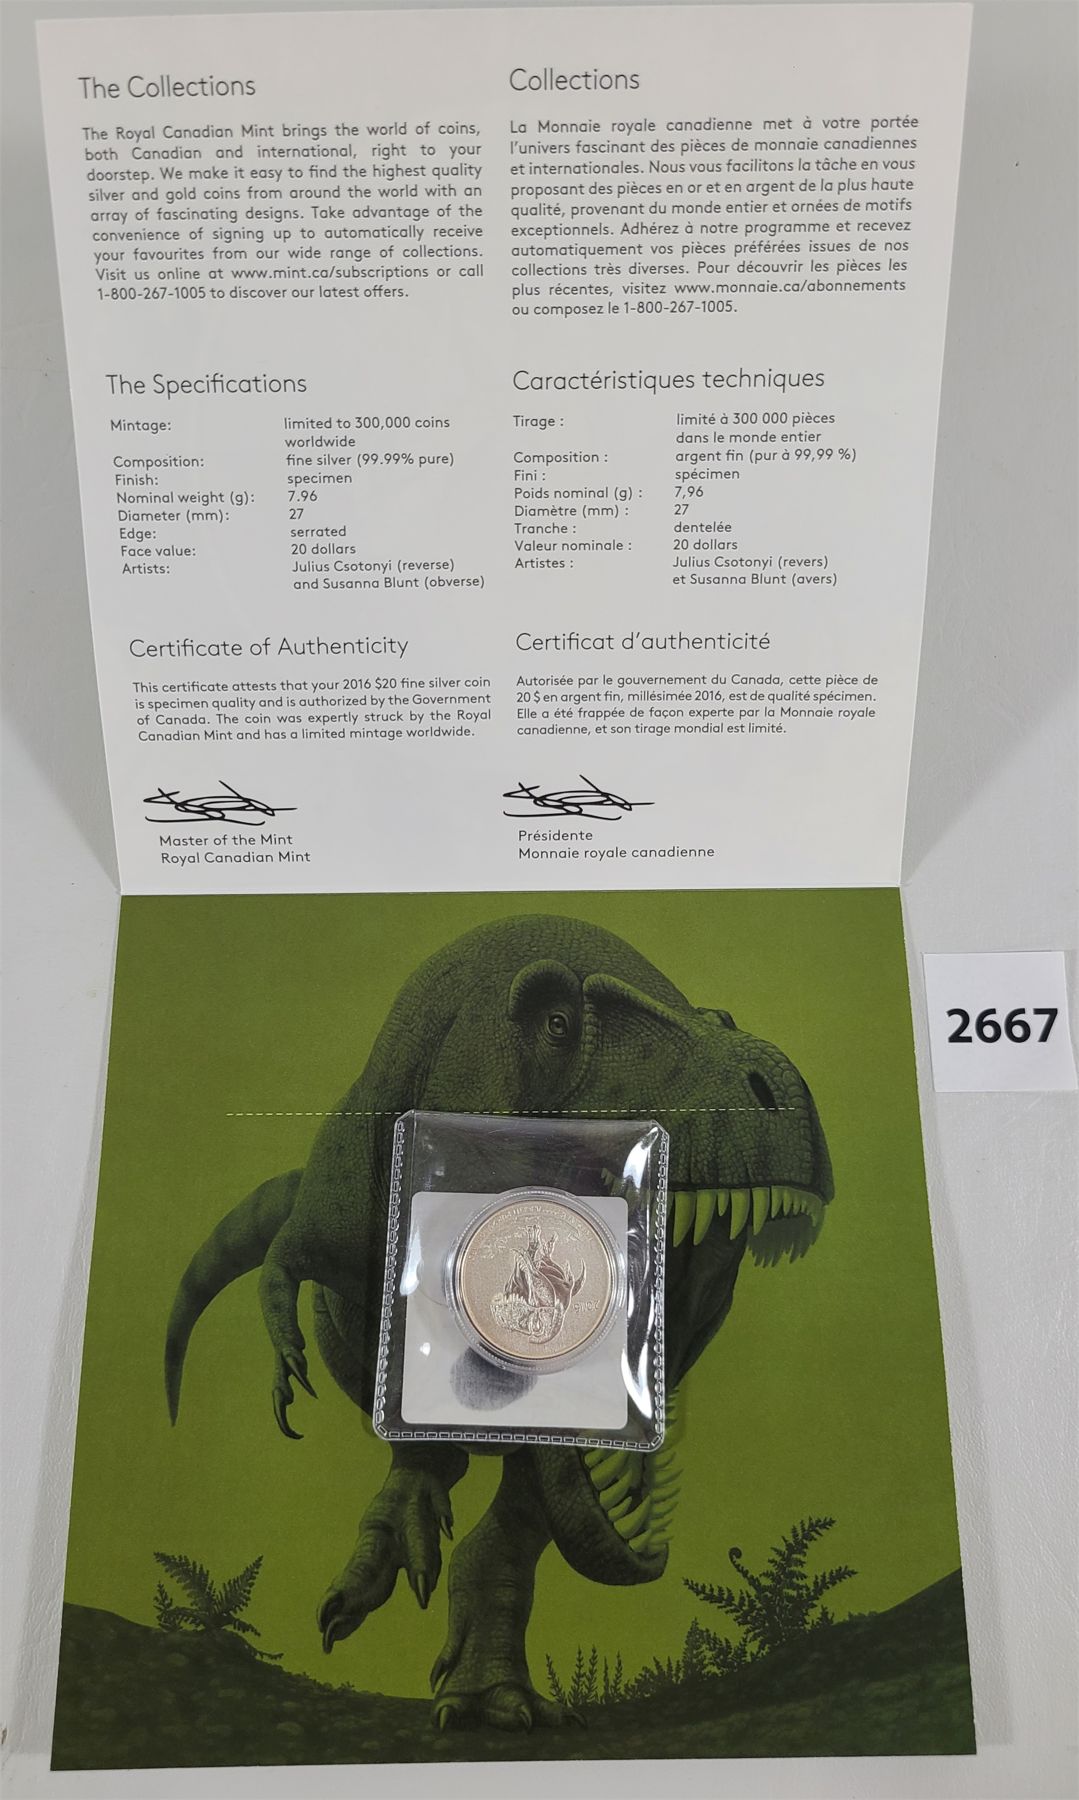 The Collections
The Royal Canadian Mint brings the world of coins,
both Canadian and international, right to your
doorstep. We make it easy to find the highest quality
silver and gold coins from around the world with an
array of fascinating designs. Take advantage of the
convenience of signing up to automatically receive
your favourites from our wide range of collections.
Visit us online at www.mint.ca/subscriptions or call
1-800-267-1005 to discover our latest offers.
Collections
La Monnaie royale canadienne met à votre portée
l'univers fascinant des pièces de monnaie canadiennes
et internationales. Nous vous facilitons la tâche en vous
proposant des pièces en or et en argent de la plus haute
qualité, provenant du monde entier et ornées de motifs
exceptionnels. Adhérez à notre programme et recevez
automatiquement vos pièces préférées issues de nos
collections très diverses. Pour découvrir les pièces les
plus récentes, visitez www.monnaie.ca/abonnements
ou composez le 1-800-267-1005.
The Specifications
Mintage: limited to 300,000 coins
worldwide
Composition: fine silver (99.99% pure)
Finish: specimen
Nominal weight (g): 7.96
Diameter (mm): 27
Edge: serrated
Face value: 20 dollars
Artists: Julius Csotonyi (reverse)
and Susanna Blunt (obverse)
Caractéristiques techniques
Tirage : limité à 300 000 pièces
dans le monde entier
Composition : argent fin (pur à 99,99 %)
Fini : spécimen
Poids nominal (g) : 7,96
Diamètre (mm) : 27
Tranche : dentelée
Valeur nominale : 20 dollars
Artistes : Julius Csotonyi (revers)
et Susanna Blunt (avers)
Certificate of Authenticity
This certificate attests that your 2016 $20 fine silver coin
is specimen quality and is authorized by the Government
of Canada. The coin was expertly struck by the Royal
Canadian Mint and has a limited mintage worldwide.
Master of the Mint
Royal Canadian Mint
Certificat d'authenticité
Autorisée par le gouvernement du Canada, cette pièce de
20 $ en argent fin, millésimée 2016, est de qualité spécimen.
Elle a été frappée de façon experte par la Monnaie royale
canadienne, et son tirage mondial est limité.
Présidente
Monnaie royale canadienne
2667
2016